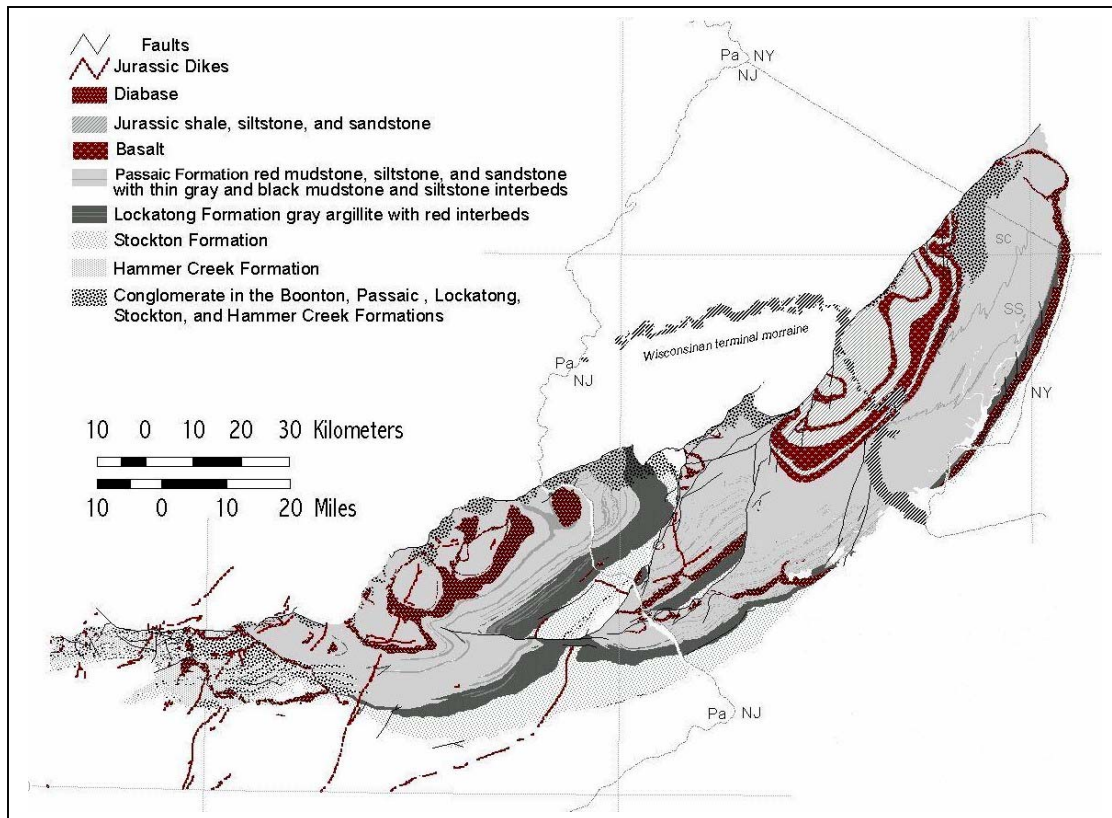 Faults
Jurassic Dikes
Diabase
Jurassic shale, siltstone, and sandstone
Basalt
Passaic Formation red mudstone, siltstone, and sandstone
with thin gray and black mudstone and siltstone interbeds
Lockatong Formation gray argillite with red interbeds
Stockton Formation
Hammer Creek Formation
Conglomerate in the Boonton, Passaic , Lockatong,
Stockton, and Hammer Creek Formations
Pa NY
NJ
sc
SS
Wisconsinan terminal morraine
Pa
NJ
NY
10 0 10 20 30 Kilometers
10 0 10 20 Miles
Pa NJ